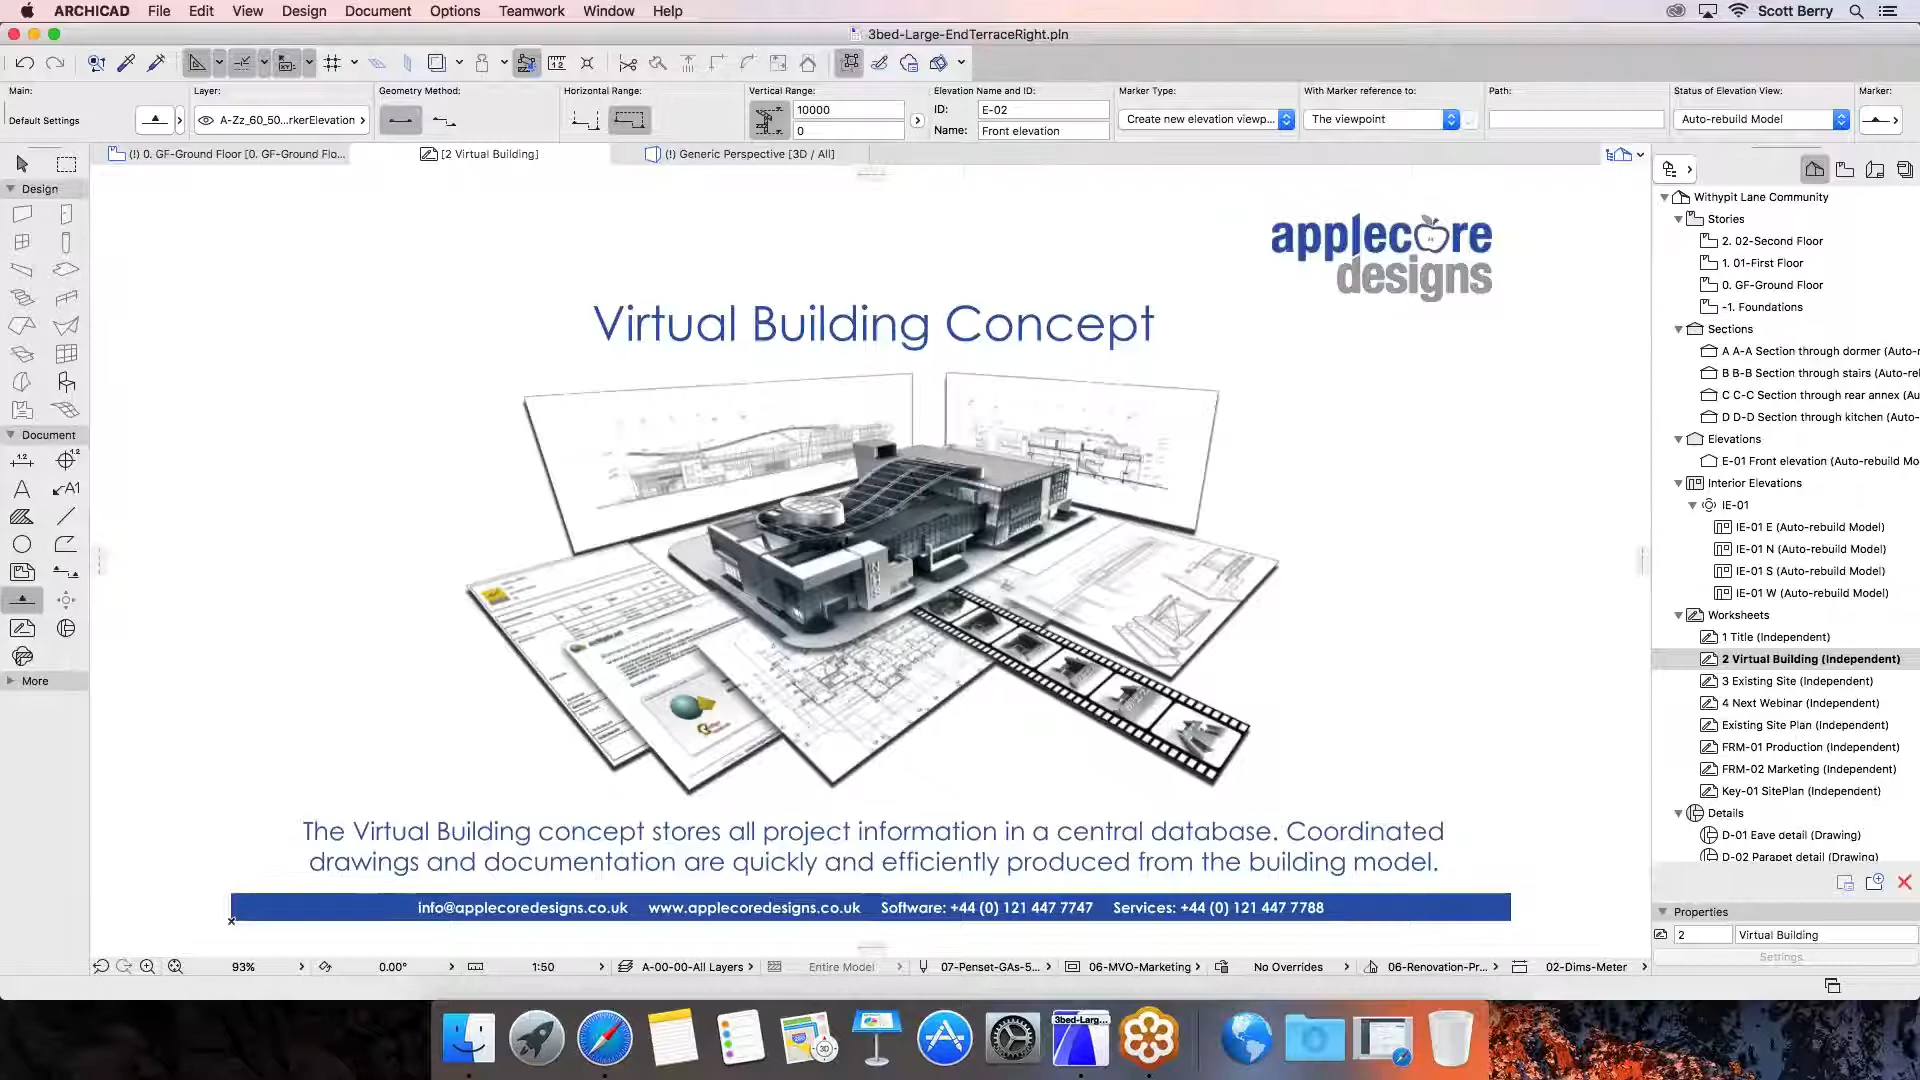 ARCHICAD File Edit View Design Document Options Teamwork Window Help Scott Berry
3bed-Large-EndTerraceRight.pln
Main: Layer: Geometry Method: Horizontal Range: Vertical Range: Elevation Name and ID: Marker Type: With Marker reference to: Path: Status of Elevation View: Marker:
Default Settings A-Zz_60_50...rkerElevation 10000 ID: E-02 Create new elevation viewp... The viewpoint Auto-rebuild Model
0 Name: Front elevation
(!) 0. GF-Ground Floor [0. GF-Ground Flo... [2 Virtual Building] (!) Generic Perspective [3D / All]
Design
Document
More
applecore
designs
Virtual Building Concept
The Virtual Building concept stores all project information in a central database. Coordinated
drawings and documentation are quickly and efficiently produced from the building model.
info@applecoredesigns.co.uk www.applecoredesigns.co.uk Software: +44 (0) 121 447 7747 Services: +44 (0) 121 447 7788
Withypit Lane Community
Stories
2. 02-Second Floor
1. 01-First Floor
0. GF-Ground Floor
-1. Foundations
Sections
A A-A Section through dormer (Auto-r
B B-B Section through stairs (Auto-re
C C-C Section through rear annex (Au
D D-D Section through kitchen (Auto-
Elevations
E-01 Front elevation (Auto-rebuild Mo
Interior Elevations
IE-01
IE-01 E (Auto-rebuild Model)
IE-01 N (Auto-rebuild Model)
IE-01 S (Auto-rebuild Model)
IE-01 W (Auto-rebuild Model)
Worksheets
1 Title (Independent)
2 Virtual Building (Independent)
3 Existing Site (Independent)
4 Next Webinar (Independent)
Existing Site Plan (Independent)
FRM-01 Production (Independent)
FRM-02 Marketing (Independent)
Key-01 SitePlan (Independent)
Details
D-01 Eave detail (Drawing)
D-02 Parapet detail (Drawing)
Properties
2 Virtual Building
Settings
93% 0.00° 1:50 A-00-00-All Layers Entire Model 07-Penset-GAs-5... 06-MVO-Marketing No Overrides 06-Renovation-Pr... 02-Dims-Meter
3bed-Larg...